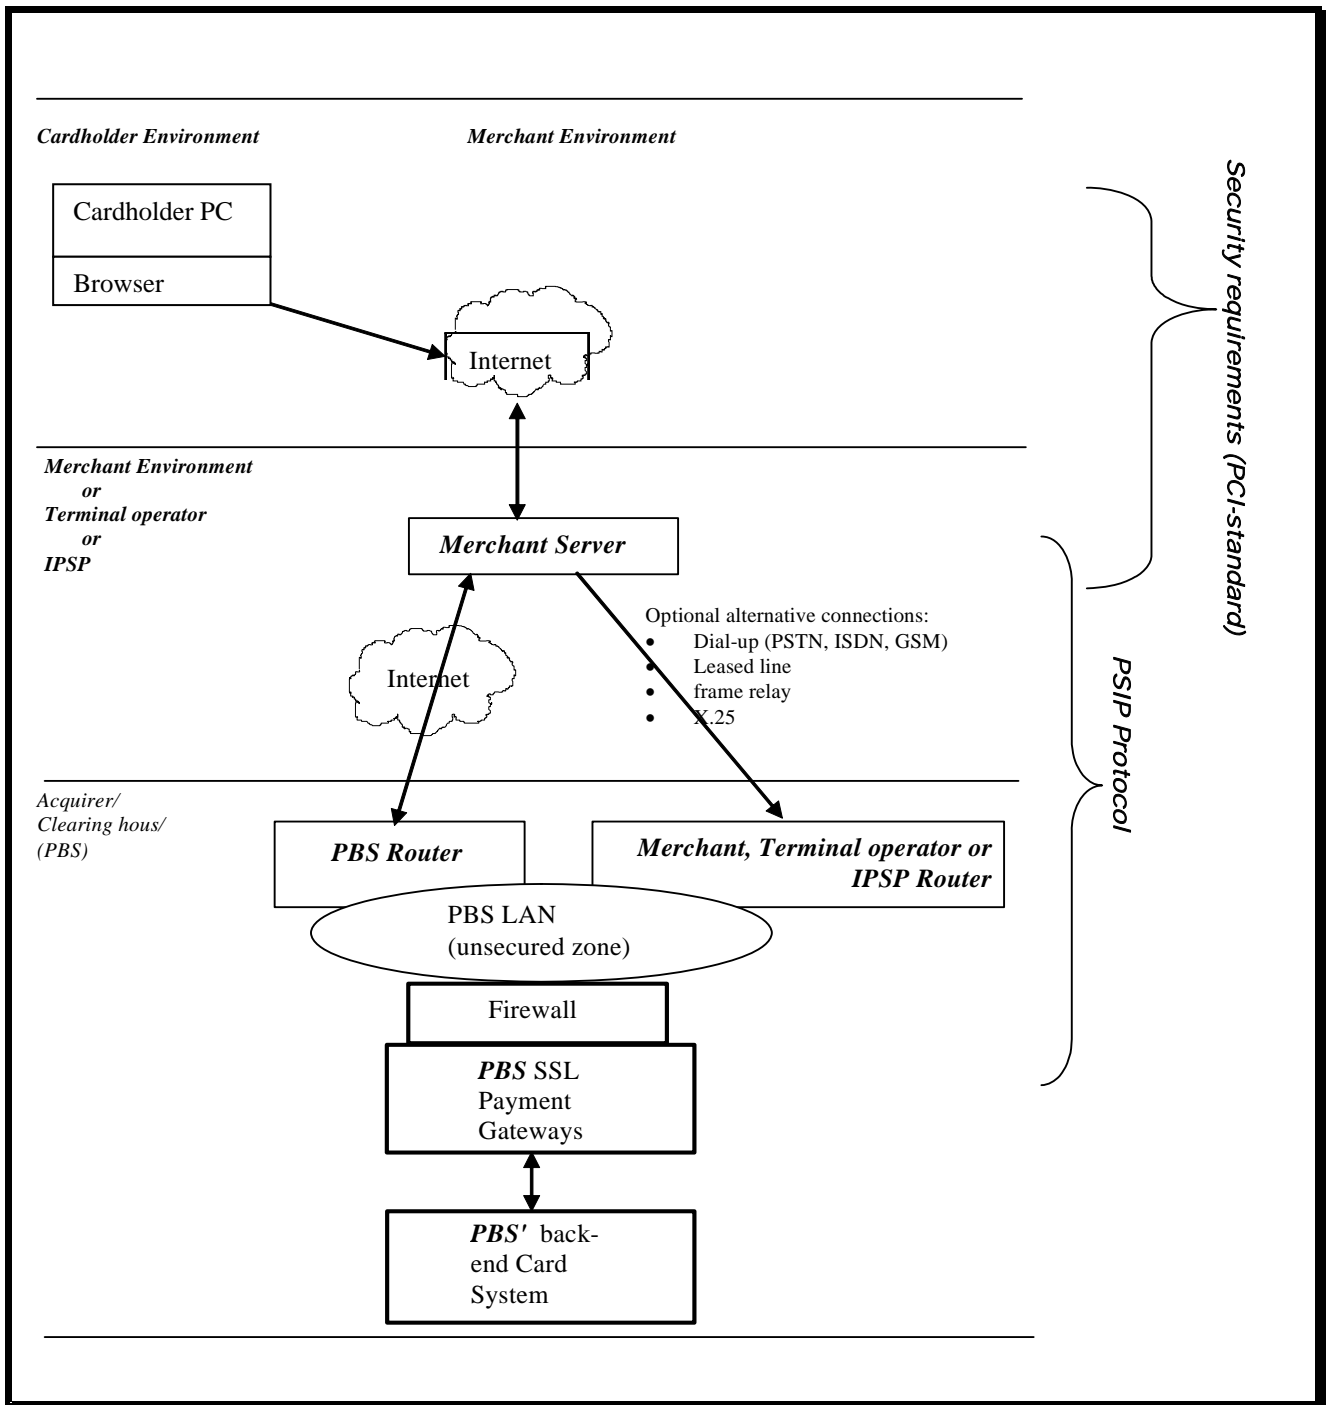 Cardholder Environment
Merchant Environment
Cardholder PC
Browser
Internet
Security requirements (PCI-standard)
Merchant Environment
or
Terminal operator
or
IPSP
Merchant Server
Optional alternative connections:
● Dial-up (PSTN, ISDN, GSM)
● Leased line
● frame relay
● X.25
Internet
PSIP Protocol
Acquirer/
Clearing hous/
(PBS)
PBS Router
Merchant, Terminal operator or
IPSP Router
PBS LAN
(unsecured zone)
Firewall
PBS SSL
Payment
Gateways
PBS' back-
end Card
System